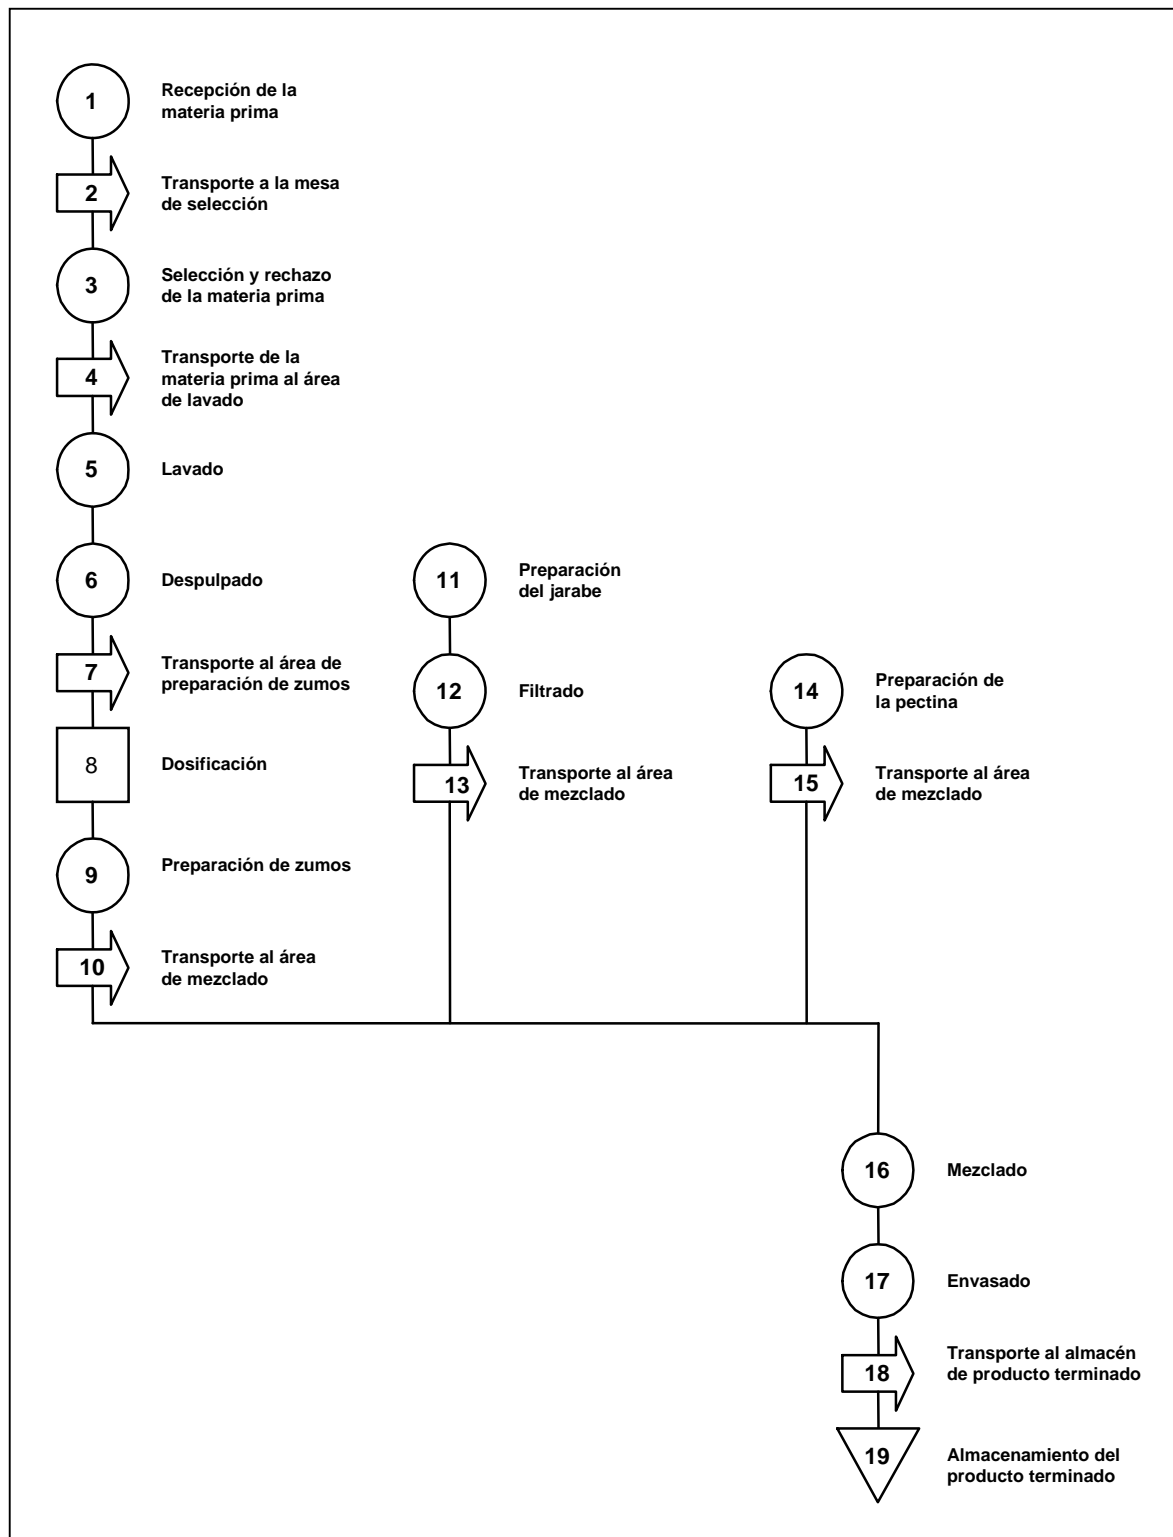 1
Recepción de la
materia prima
2
Transporte a la mesa
de selección
3
Selección y rechazo
de la materia prima
4
Transporte de la
materia prima al área
de lavado
5
Lavado
6
Despulpado
7
Transporte al área de
preparación de zumos
8
Dosificación
9
Preparación de zumos
10
Transporte al área
de mezclado
11
Preparación
del jarabe
12
Filtrado
13
Transporte al área
de mezclado
14
Preparación de
la pectina
15
Transporte al área
de mezclado
16
Mezclado
17
Envasado
18
Transporte al almacén
de producto terminado
19
Almacenamiento del
producto terminado